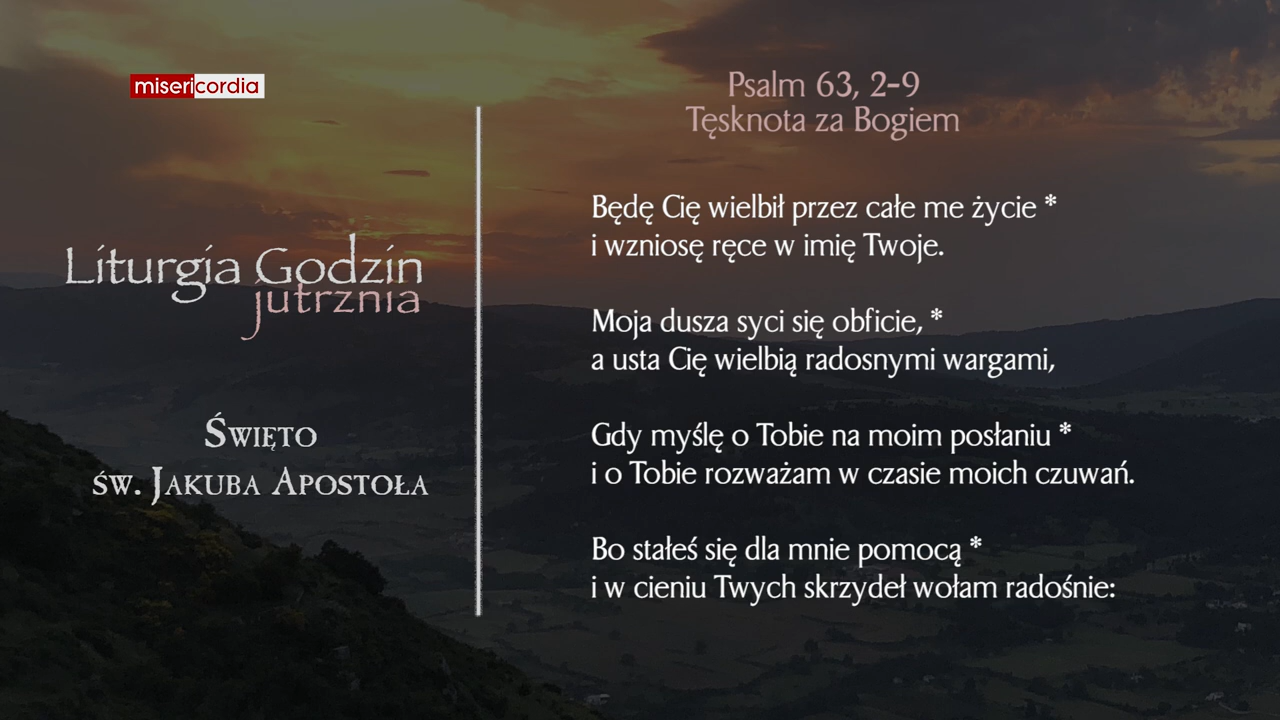 misericordia
Liturgia Godzin
jutrznia
Święto
św. Jakuba Apostoła
Psalm 63, 2-9
Tęsknota za Bogiem
Będę Cię wielbił przez całe me życie *
i wzniosę ręce w imię Twoje.
Moja dusza syci się obficie, *
a usta Cię wielbią radosnymi wargami,
Gdy myślę o Tobie na moim posłaniu *
i o Tobie rozważam w czasie moich czuwań.
Bo stałeś się dla mnie pomocą *
i w cieniu Twych skrzydeł wołam radośnie: